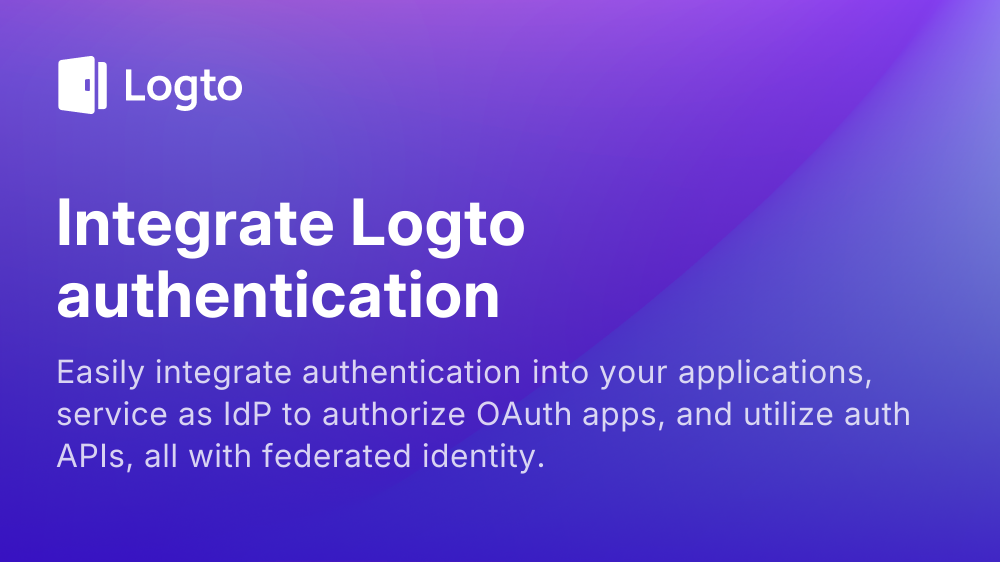 Logto
Integrate Logto
authentication
Easily integrate authentication into your applications,
service as IdP to authorize OAuth apps, and utilize auth
APIs, all with federated identity.